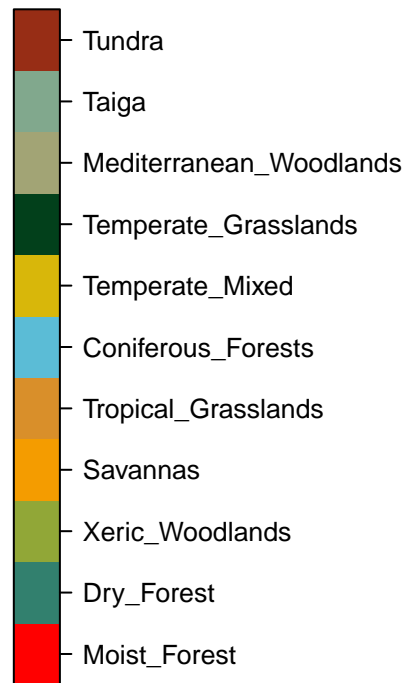 Tundra
Taiga
Mediterranean_Woodlands
Temperate_Grasslands
Temperate_Mixed
Coniferous_Forests
Tropical_Grasslands
Savannas
Xeric_Woodlands
Dry_Forest
Moist_Forest